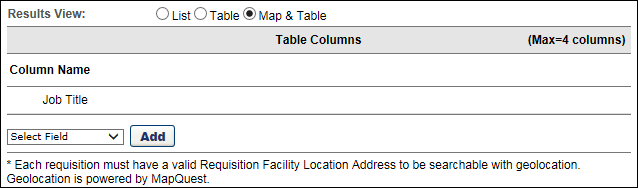 Results View: List Table Map & Table
Table Columns (Max=4 columns)
Column Name
Job Title
Select Field Add
* Each requisition must have a valid Requisition Facility Location Address to be searchable with geolocation.
Geolocation is powered by MapQuest.